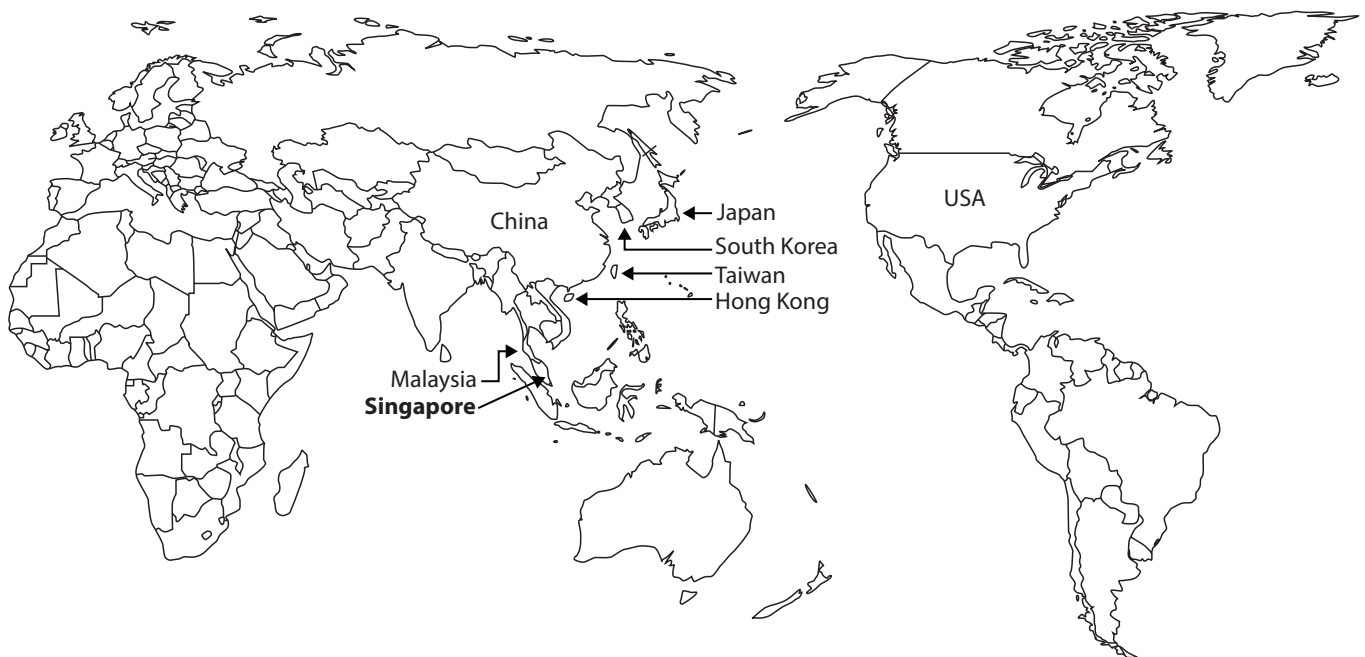 China
USA
Japan
South Korea
Taiwan
Hong Kong
Malaysia
Singapore